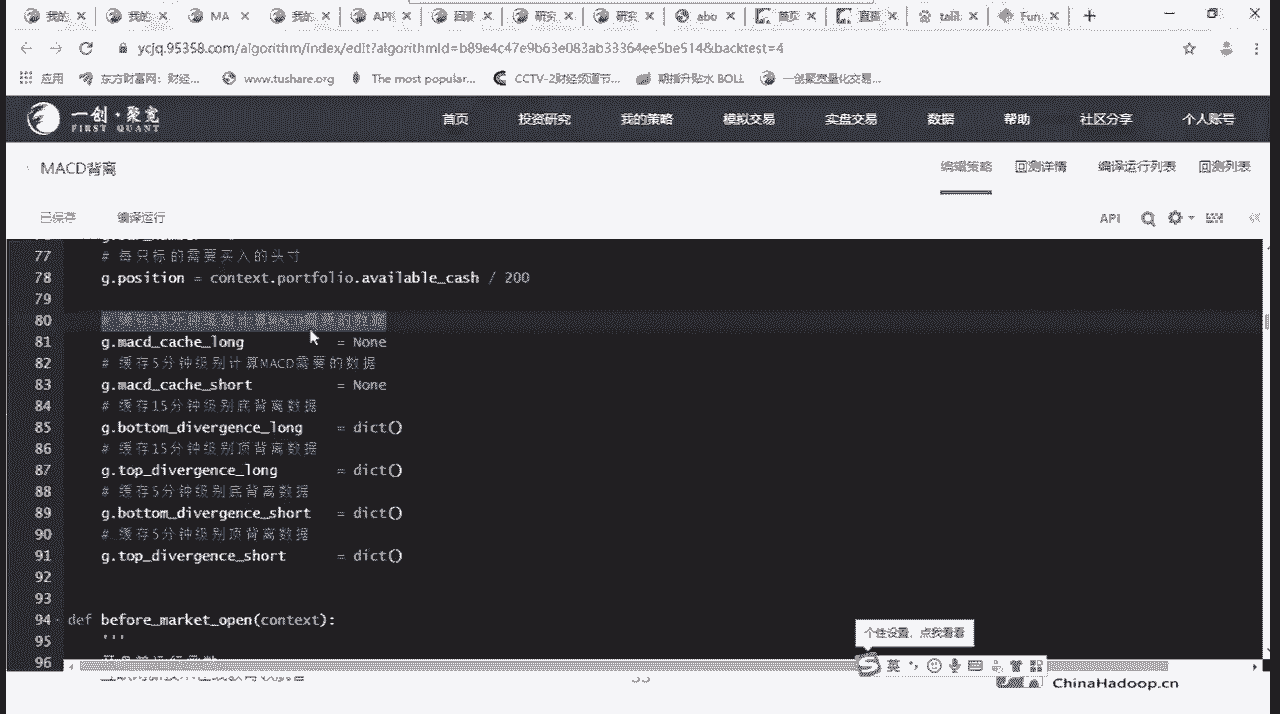 我的 我的 MA 我的 API 回测 研究 研究 abo 首页 直播 talil Fun
ycjq.95358.com/algorithm/index/edit?algorithmId=b89e4c47e9b63e083ab33364ee5be514&backtest=4
应用 东方财富网：财经... www.tushare.org The most popular... CCTV-2财经频道节... 期指升贴水 BOLL 一创聚宽量化交易...
一创·聚宽
FIRST QUANT
首页 投资研究 我的策略 模拟交易 实盘交易 数据 帮助 社区分享 个人账号
MACD背离
编辑策略 回测详情 编译运行列表 回测列表
已保存 编译运行
API
77 # 每只标的需要买入的头寸
78 g.position = context.portfolio.available_cash / 200
79
80 # 缓存15分钟级别计算MACD需要的数据
81 g.macd_cache_long = None
82 # 缓存5分钟级别计算MACD需要的数据
83 g.macd_cache_short = None
84 # 缓存15分钟级别底背离数据
85 g.bottom_divergence_long = dict()
86 # 缓存15分钟级别顶背离数据
87 g.top_divergence_long = dict()
88 # 缓存5分钟级别底背离数据
89 g.bottom_divergence_short = dict()
90 # 缓存5分钟级别顶背离数据
91 g.top_divergence_short = dict()
92
93
94 def before_market_open(context):
95 '''
96
个性设置，点我看看
英
33
ChinaHadoop.cn